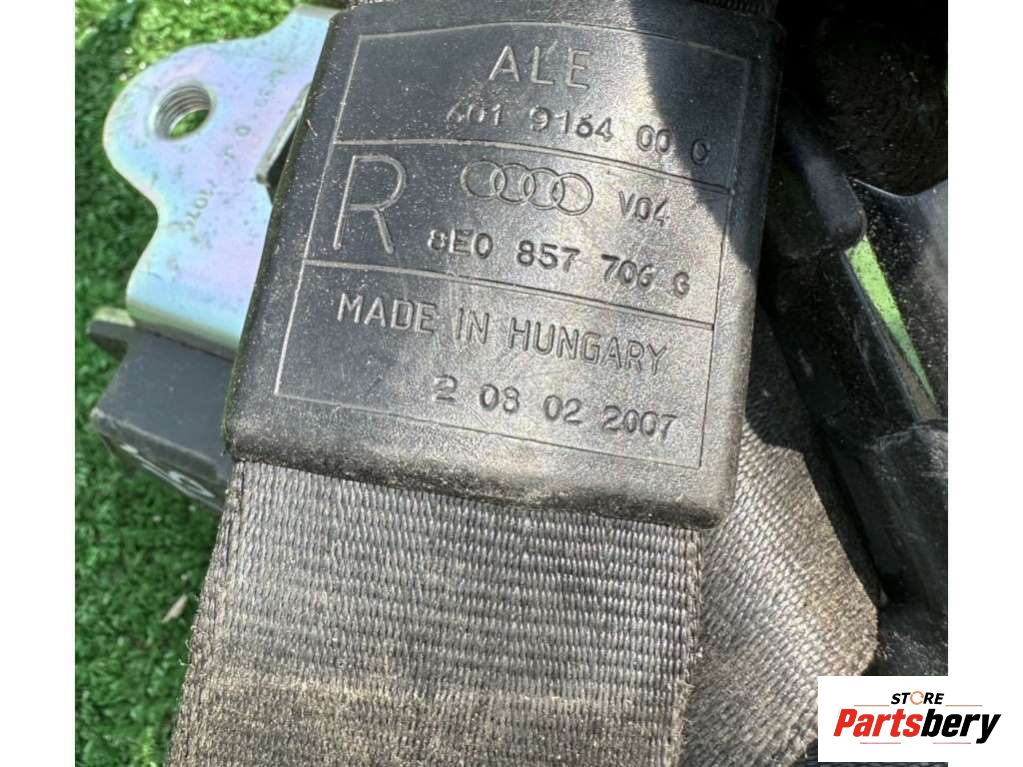 ALE
601 9164 00 C
R
V04
8E0 857 706 G
MADE IN HUNGARY
2 08 02 2007
STORE
Partsbery